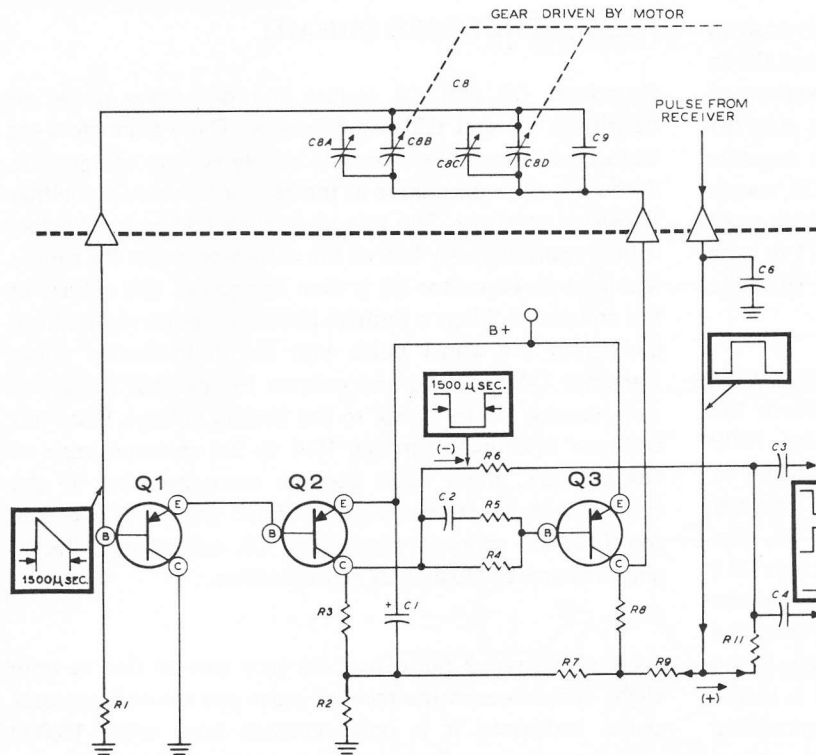 GEAR DRIVEN BY MOTOR
C8
PULSE FROM
RECEIVER
C8A
C8B
C8C
C8D
C9
C6
B+
1500 μ SEC.
(-)
R6
C3
Q1
Q2
Q3
E
E
E
C2
R5
B
B
B
R4
C
C
C
1500 μ SEC.
+
C1
C4
R3
R8
R11
R7
R9
R1
R2
(+)